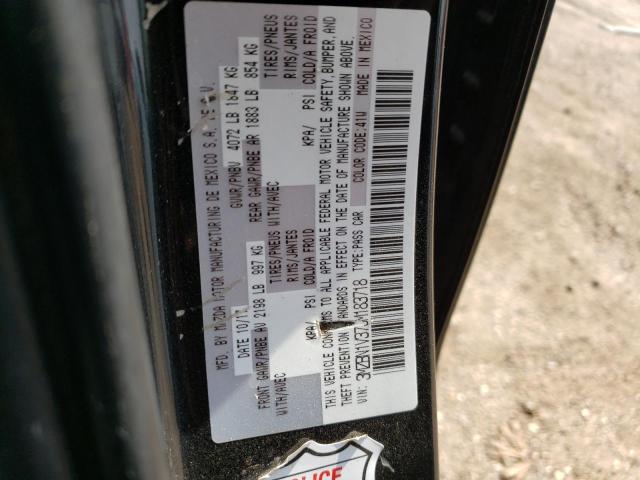 MFD. BY MAZDA MOTOR MANUFACTURING DE MEXICO S.A. DE C.V.
DATE 10/ GVWR/PNBV 4072 LB 1847 KG
FRONT GAWR/PNBE AV 2198 LB 997 KG REAR GAWR/PNBE AR 1883 LB 854 KG
WITH/AVEC TIRES/PNEUS WITH/AVEC TIRES/PNEUS
RIMS/JANTES RIMS/JANTES
KPA/ PSI COLD/A FROID KPA/ PSI COLD/A FROID
THIS VEHICLE CONFORMS TO ALL APPLICABLE FEDERAL MOTOR VEHICLE SAFETY, BUMPER, AND
THEFT PREVENTION STANDARDS IN EFFECT ON THE DATE OF MANUFACTURE SHOWN ABOVE.
VIN: 3MZBN1V37JM183718 TYPE:PASS CAR COLOR CODE:41W MADE IN MEXICO
POLICE